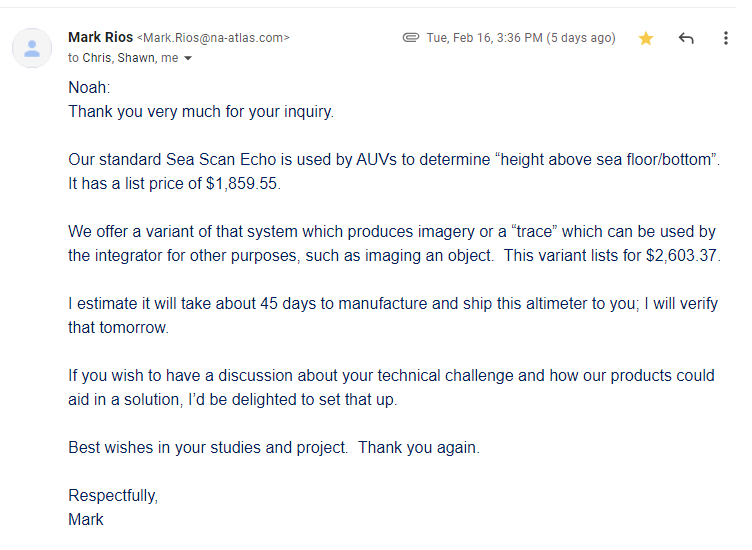 Mark Rios <Mark.Rios@na-atlas.com>
Tue, Feb 16, 3:36 PM (5 days ago)
to Chris, Shawn, me
Noah:
Thank you very much for your inquiry.
Our standard Sea Scan Echo is used by AUVs to determine “height above sea floor/bottom”.
It has a list price of $1,859.55.
We offer a variant of that system which produces imagery or a “trace” which can be used by
the integrator for other purposes, such as imaging an object.  This variant lists for $2,603.37.
I estimate it will take about 45 days to manufacture and ship this altimeter to you; I will verify
that tomorrow.
If you wish to have a discussion about your technical challenge and how our products could
aid in a solution, I’d be delighted to set that up.
Best wishes in your studies and project.  Thank you again.
Respectfully,
Mark